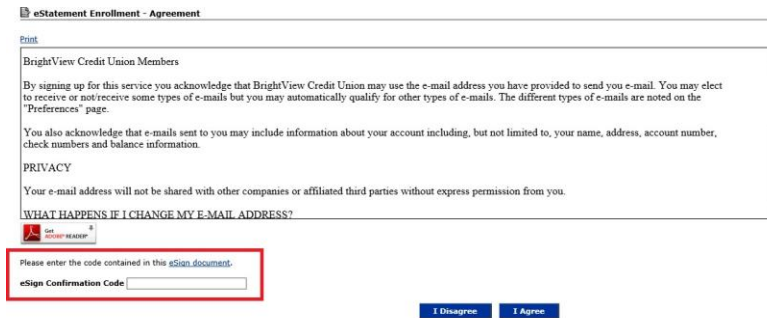 eStatement Enrollment - Agreement
Print
BrightView Credit Union Members
By signing up for this service you acknowledge that BrightView Credit Union may use the e-mail address you have provided to send you e-mail. You may elect
to receive or not/receive some types of e-mails but you may automatically qualify for other types of e-mails. The different types of e-mails are noted on the
"Preferences" page.
You also acknowledge that e-mails sent to you may include information about your account including, but not limited to, your name, address, account number,
check numbers and balance information.
PRIVACY
Your e-mail address will not be shared with other companies or affiliated third parties without express permission from you.
WHAT HAPPENS IF I CHANGE MY E-MAIL ADDRESS?
Get
ADOBE® READER®
Please enter the code contained in this eSign document.
eSign Confirmation Code
I Disagree I Agree